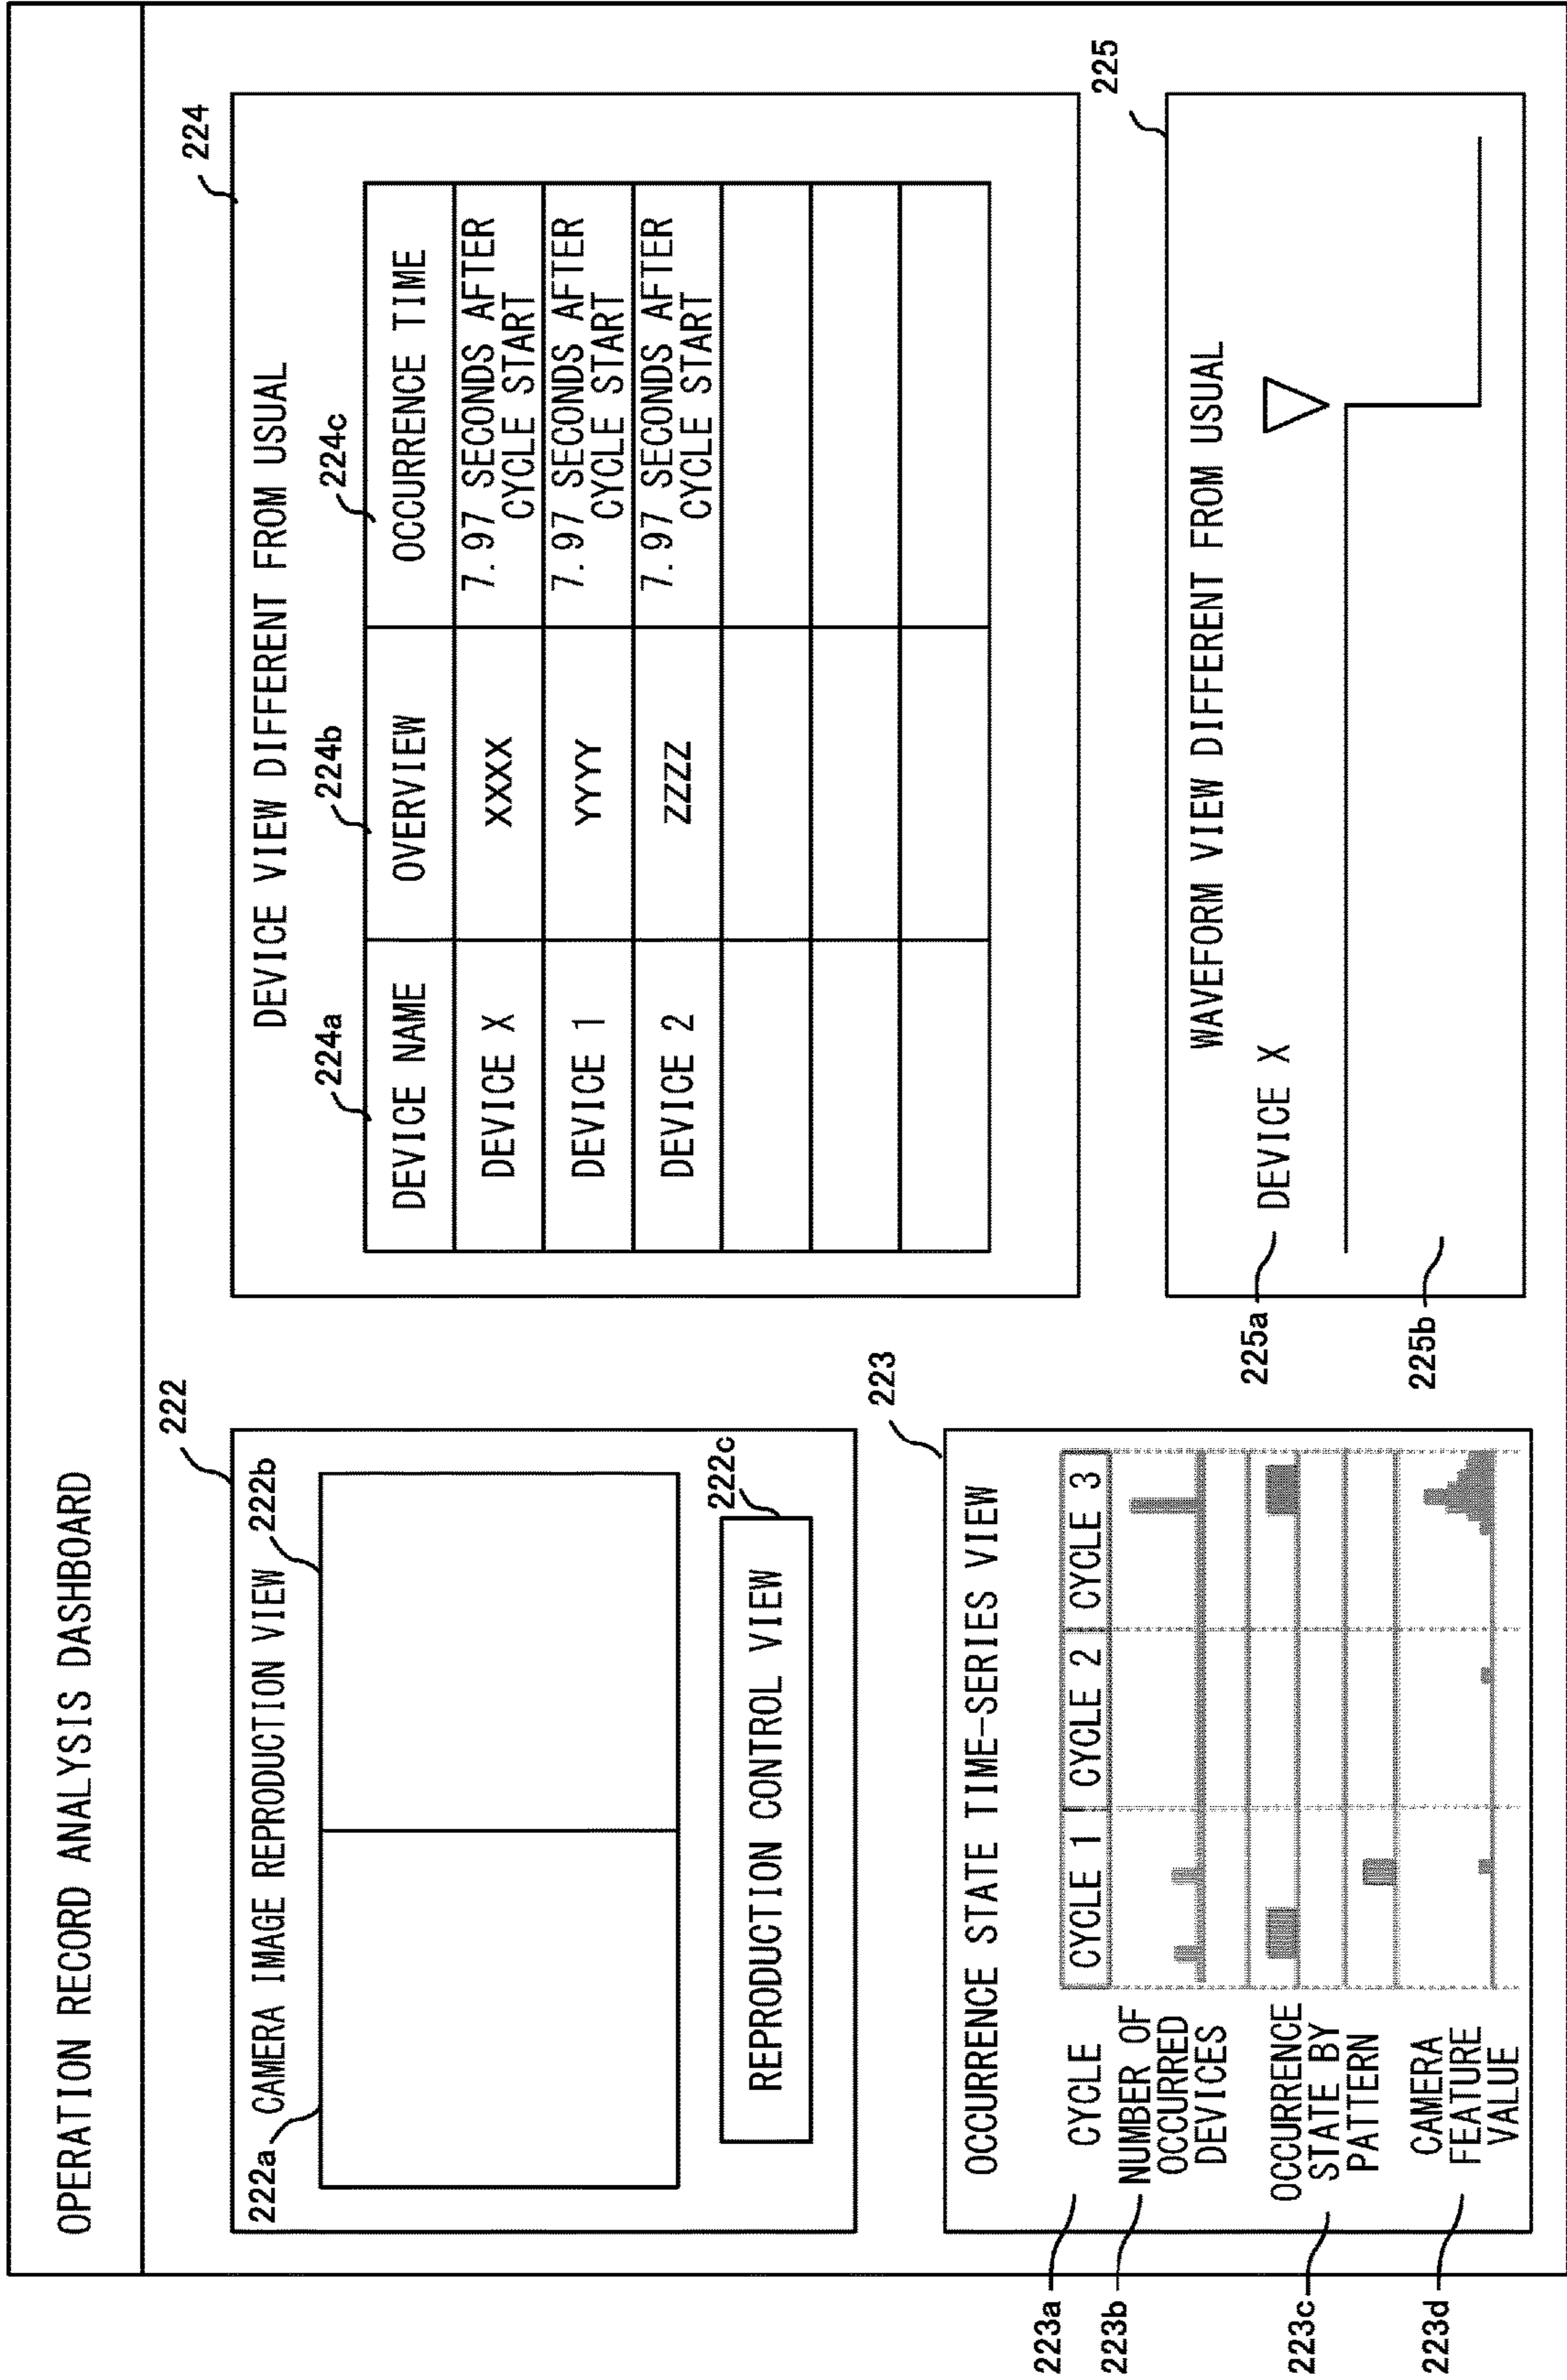 OPERATION RECORD ANALYSIS DASHBOARD
222
CAMERA IMAGE REPRODUCTION VIEW
222a
222b
REPRODUCTION CONTROL VIEW
222c
223
OCCURRENCE STATE TIME-SERIES VIEW
223a
CYCLE
CYCLE 1
CYCLE 2
CYCLE 3
223b
NUMBER OF
OCCURRED
DEVICES
223c
OCCURRENCE
STATE BY
PATTERN
223d
CAMERA
FEATURE
VALUE
224
DEVICE VIEW DIFFERENT FROM USUAL
224a
224b
224c
DEVICE NAME
OVERVIEW
OCCURRENCE TIME
DEVICE X
XXXX
7.97 SECONDS AFTER
CYCLE START
DEVICE 1
YYYY
7.97 SECONDS AFTER
CYCLE START
DEVICE 2
ZZZZ
7.97 SECONDS AFTER
CYCLE START
225
WAVEFORM VIEW DIFFERENT FROM USUAL
225a
DEVICE X
225b